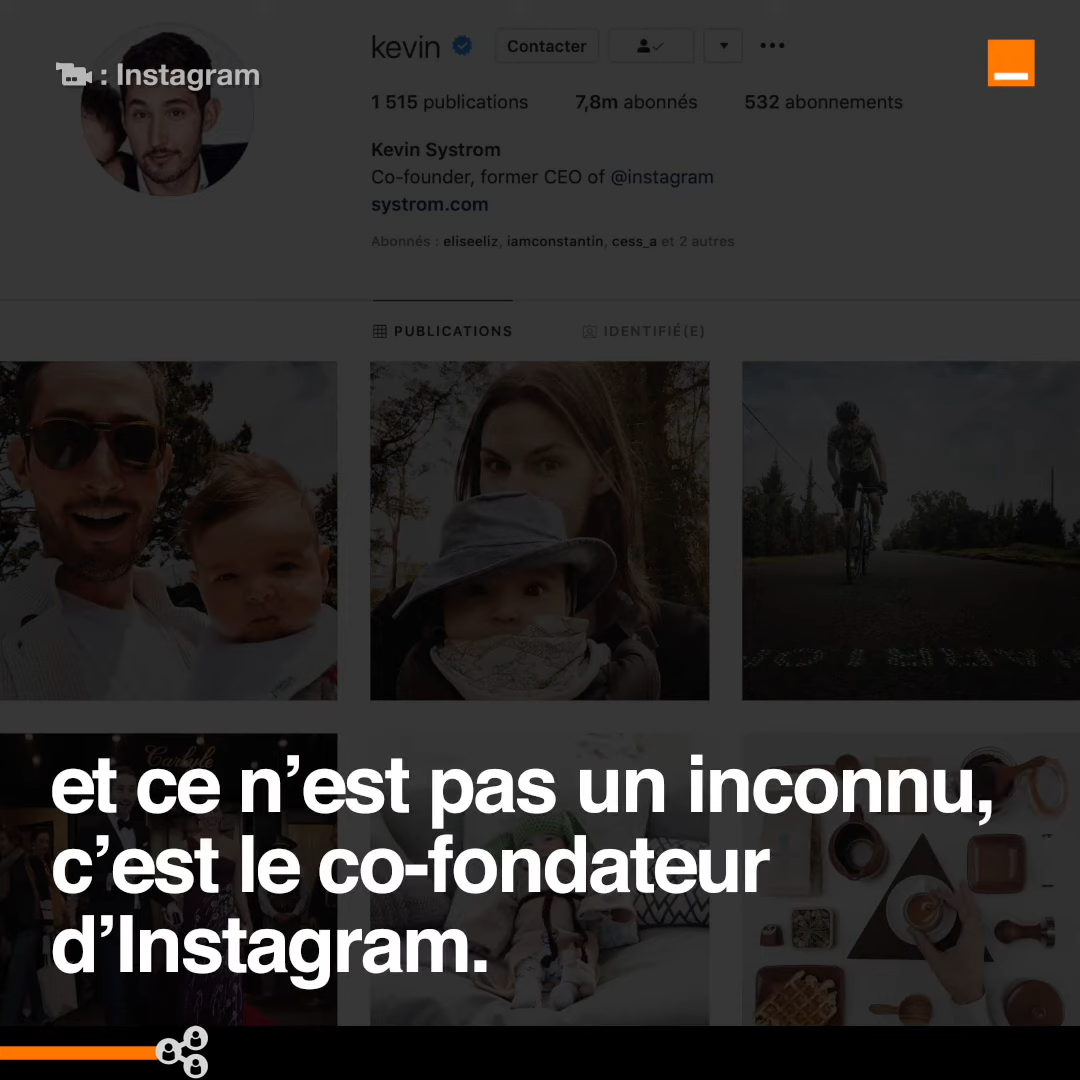 kevin Contacter
: Instagram
1 515 publications 7,8m abonnés 532 abonnements
Kevin Systrom
Co-founder, former CEO of @instagram
systrom.com
Abonnés : eliseeliz, iamconstantin, cess_a et 2 autres
PUBLICATIONS IDENTIFIÉ(E)
Carlyle
et ce n’est pas un inconnu,
c’est le co-fondateur
d’Instagram.